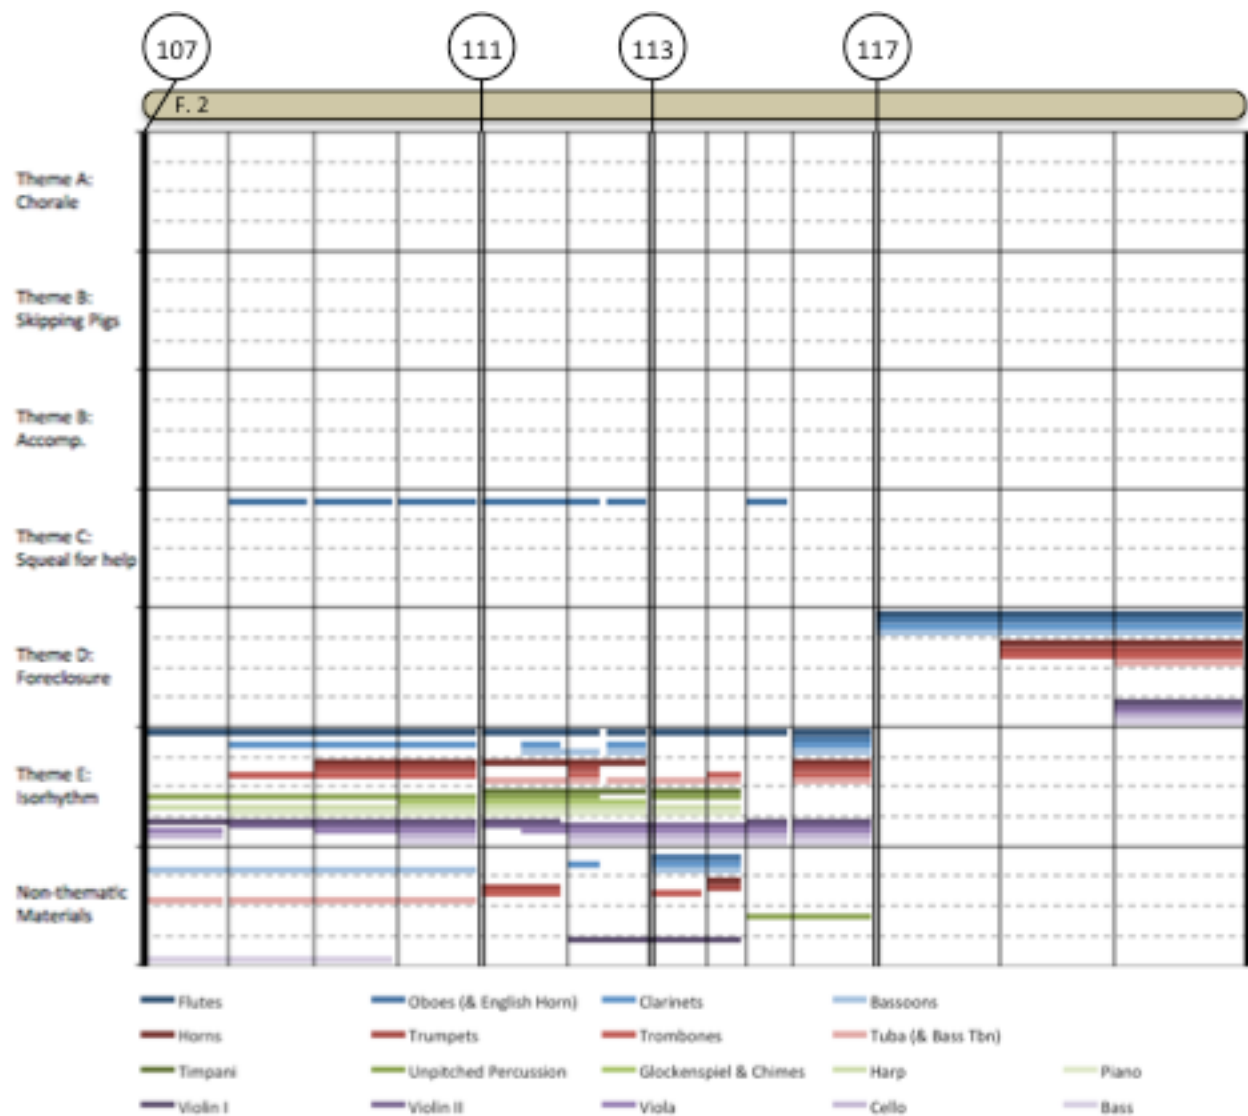 107 111 113 117
F. 2
Theme A:
Chorale
Theme B:
Skipping Pigs
Theme B:
Accomp.
Theme C:
Squeal for help
Theme D:
Foreclosure
Theme E:
Isorhythm
Non-thematic
Materials
Flutes Oboes (& English Horn) Clarinets Bassoons
Horns Trumpets Trombones Tuba (& Bass Tbn)
Timpani Unpitched Percussion Glockenspiel & Chimes Harp Piano
Violin I Violin II Viola Cello Bass